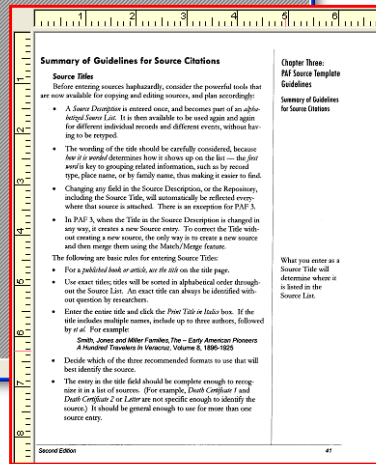 1 2 3 4 5 6
Summary of Guidelines for Source Citations
Source Titles
Before entering sources haphazardly, consider the powerful tools that
are now available for copying and editing sources, and plan accordingly:
• A Source Description is entered once, and becomes part of an alpha-
betized Source List. It is then available to be used again and again
for different individual records and different events, without hav-
ing to be retyped.
• The wording of the title should be carefully considered, because
how it is worded determines how it shows up on the list — the first
word is key to grouping related information, such as by record
type, place name, or by family name, thus making it easier to find.
• Changing any field in the Source Description, or the Repository,
including the Source Title, will automatically be reflected every-
where that source is attached. There is an exception for PAF 3.
• In PAF 3, when the Title in the Source Description is changed in
any way, it creates a new Source entry. To correct the Title with-
out creating a new source, the only way is to create a new source
and then merge them using the Match/Merge feature.
The following are basic rules for entering Source Titles:
• For a published book or article, use the title on the title page.
• Use exact titles; titles will be sorted in alphabetical order through-
out the Source List. An exact title can always be identified with-
out question by researchers.
• Enter the entire title and click the Print Title in Italics box. If the
title includes multiple names, include up to three authors, followed
by et al. For example:
Smith, Jones and Miller Families, The – Early American Pioneers
A Hundred Travelers In Veracruz, Volume 8, 1896-1925
• Decide which of the three recommended formats to use that will
best identify the source.
• The entry in the title field should be complete enough to recog-
nize it in a list of sources. (For example, Death Certificate 1 and
Death Certificate 2 or Letter are not specific enough to identify the
source.) It should be general enough to use for more than one
source entry.
Chapter Three:
PAF Source Template
Guidelines
Summary of Guidelines
for Source Citations
What you enter as a
Source Title will
determine where it
is listed in the
Source List.
Second Edition 41
1
2
3
4
5
6
7
8